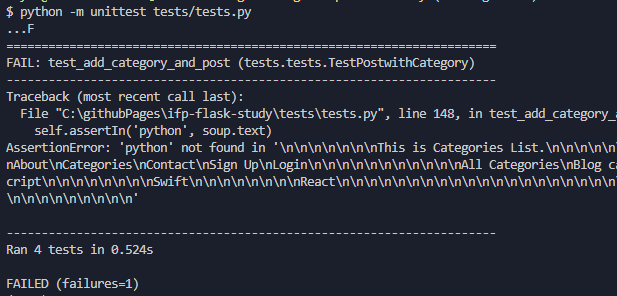 $ python -m unittest tests/tests.py
...F
======================================================================
FAIL: test_add_category_and_post (tests.tests.TestPostwithCategory)
----------------------------------------------------------------------
Traceback (most recent call last):
File "C:\githubPages\ifp-flask-study\tests\tests.py", line 148, in test_add_category_
self.assertIn('python', soup.text)
AssertionError: 'python' not found in '\n\n\n\n\n\n\nThis is Categories List.\n\n\n\n\n
nAbout\nCategories\nContact\nSign Up\nLogin\n\n\n\n\n\n\n\n\n\n\nAll Categories\nBlog ca
cript\n\n\n\n\n\n\nSwift\n\n\n\n\n\n\nReact\n\n\n\n\n\n\n\n\n\n\n\n\n\n\n\n\n\n
\n\n\n\n\n\n\n\n\n\n'
----------------------------------------------------------------------
Ran 4 tests in 0.524s
FAILED (failures=1)